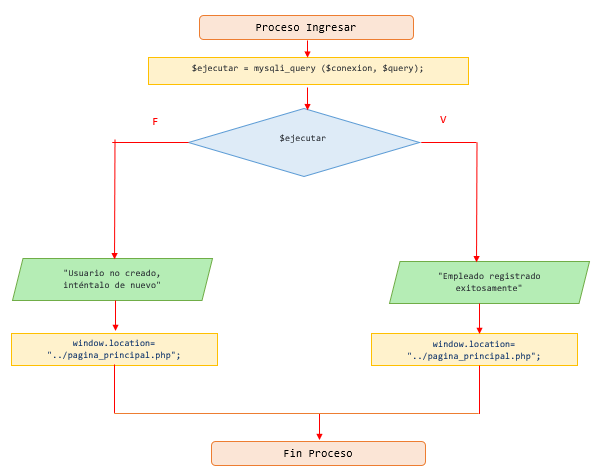 Proceso Ingresar
$ejecutar = mysqli_query ($conexion, $query);
F
V
$ejecutar
"Usuario no creado,
inténtalo de nuevo"
"Empleado registrado
exitosamente"
window.location=
"../pagina_principal.php";
window.location=
"../pagina_principal.php";
Fin Proceso